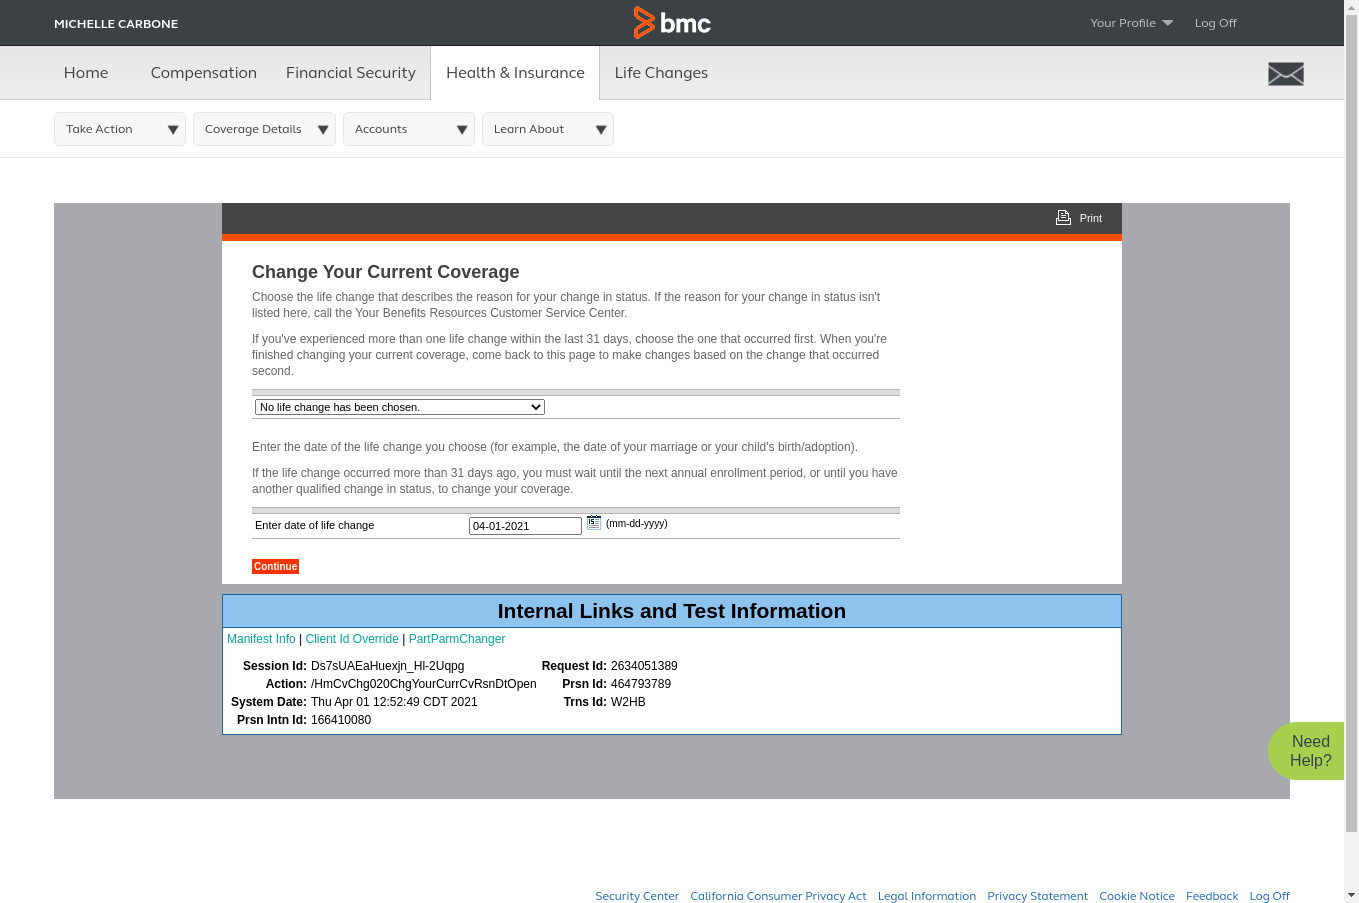 MICHELLE CARBONE
bmc
Your Profile
Log Off
Home
Compensation
Financial Security
Health & Insurance
Life Changes
Take Action
Coverage Details
Accounts
Learn About
Print
Change Your Current Coverage
Choose the life change that describes the reason for your change in status. If the reason for your change in status isn't
listed here, call the Your Benefits Resources Customer Service Center.
If you've experienced more than one life change within the last 31 days, choose the one that occurred first. When you're
finished changing your current coverage, come back to this page to make changes based on the change that occurred
second.
No life change has been chosen.
Enter the date of the life change you choose (for example, the date of your marriage or your child's birth/adoption).
If the life change occurred more than 31 days ago, you must wait until the next annual enrollment period, or until you have
another qualified change in status, to change your coverage.
Enter date of life change 04-01-2021 (mm-dd-yyyy)
Continue
Internal Links and Test Information
Manifest Info | Client Id Override | PartParmChanger
Session Id: Ds7sUAEaHuexjn_Hl-2Uqpg Request Id: 2634051389
Action: /HmCvChg020ChgYourCurrCvRsnDtOpen Prsn Id: 464793789
System Date: Thu Apr 01 12:52:49 CDT 2021 Trns Id: W2HB
Prsn Intn Id: 166410080
Need
Help?
Security Center California Consumer Privacy Act Legal Information Privacy Statement Cookie Notice Feedback Log Off